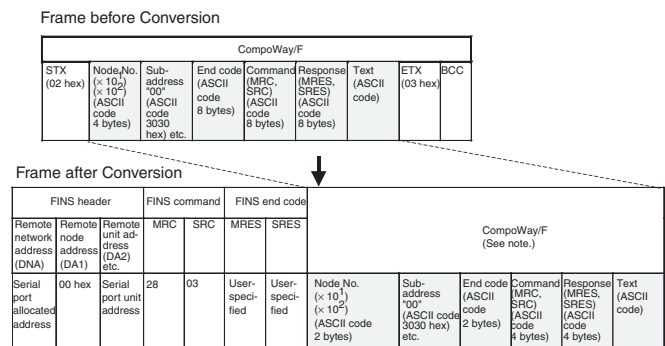 Frame before Conversion
CompoWay/F
STX
(02 hex)
Node No.
(× 10¹)
(× 10²)
(ASCII
code
4 bytes)
Sub-
address
"00"
(ASCII
code
3030
hex) etc.
End code
(ASCII
code
8 bytes)
Command
(MRC,
SRC)
(ASCII
code
8 bytes)
Response
(MRES,
SRES)
(ASCII
code
8 bytes)
Text
(ASCII
code)
ETX
(03 hex)
BCC
Frame after Conversion
FINS header
FINS command
FINS end code
CompoWay/F
(See note.)
Remote
network
address
(DNA)
Remote
node
address
(DA1)
Remote
unit ad-
dress
(DA2)
etc.
MRC
SRC
MRES
SRES
Serial
port
allocated
address
00 hex
Serial
port unit
address
28
03
User-
speci-
fied
User-
speci-
fied
Node No.
(× 10¹)
(× 10²)
(ASCII code
2 bytes)
Sub-
address
"00"
(ASCII code
3030 hex)
etc.
End code
(ASCII
code
2 bytes)
Command
(MRC,
SRC)
(ASCII
code
4 bytes)
Response
(MRES,
SRES)
(ASCII
code
4 bytes)
Text
(ASCII
code)